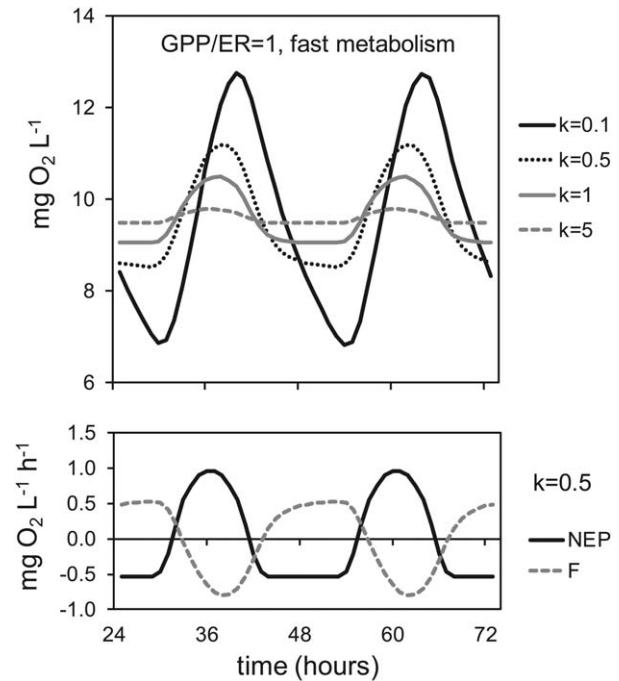 GPP/ER=1, fast metabolism
mg O₂ L⁻¹
14
12
10
8
6
k=0.1
k=0.5
k=1
k=5
mg O₂ L⁻¹ h⁻¹
1.5
1.0
0.5
0.0
-0.5
-1.0
24 36 48 60 72
time (hours)
k=0.5
NEP
F